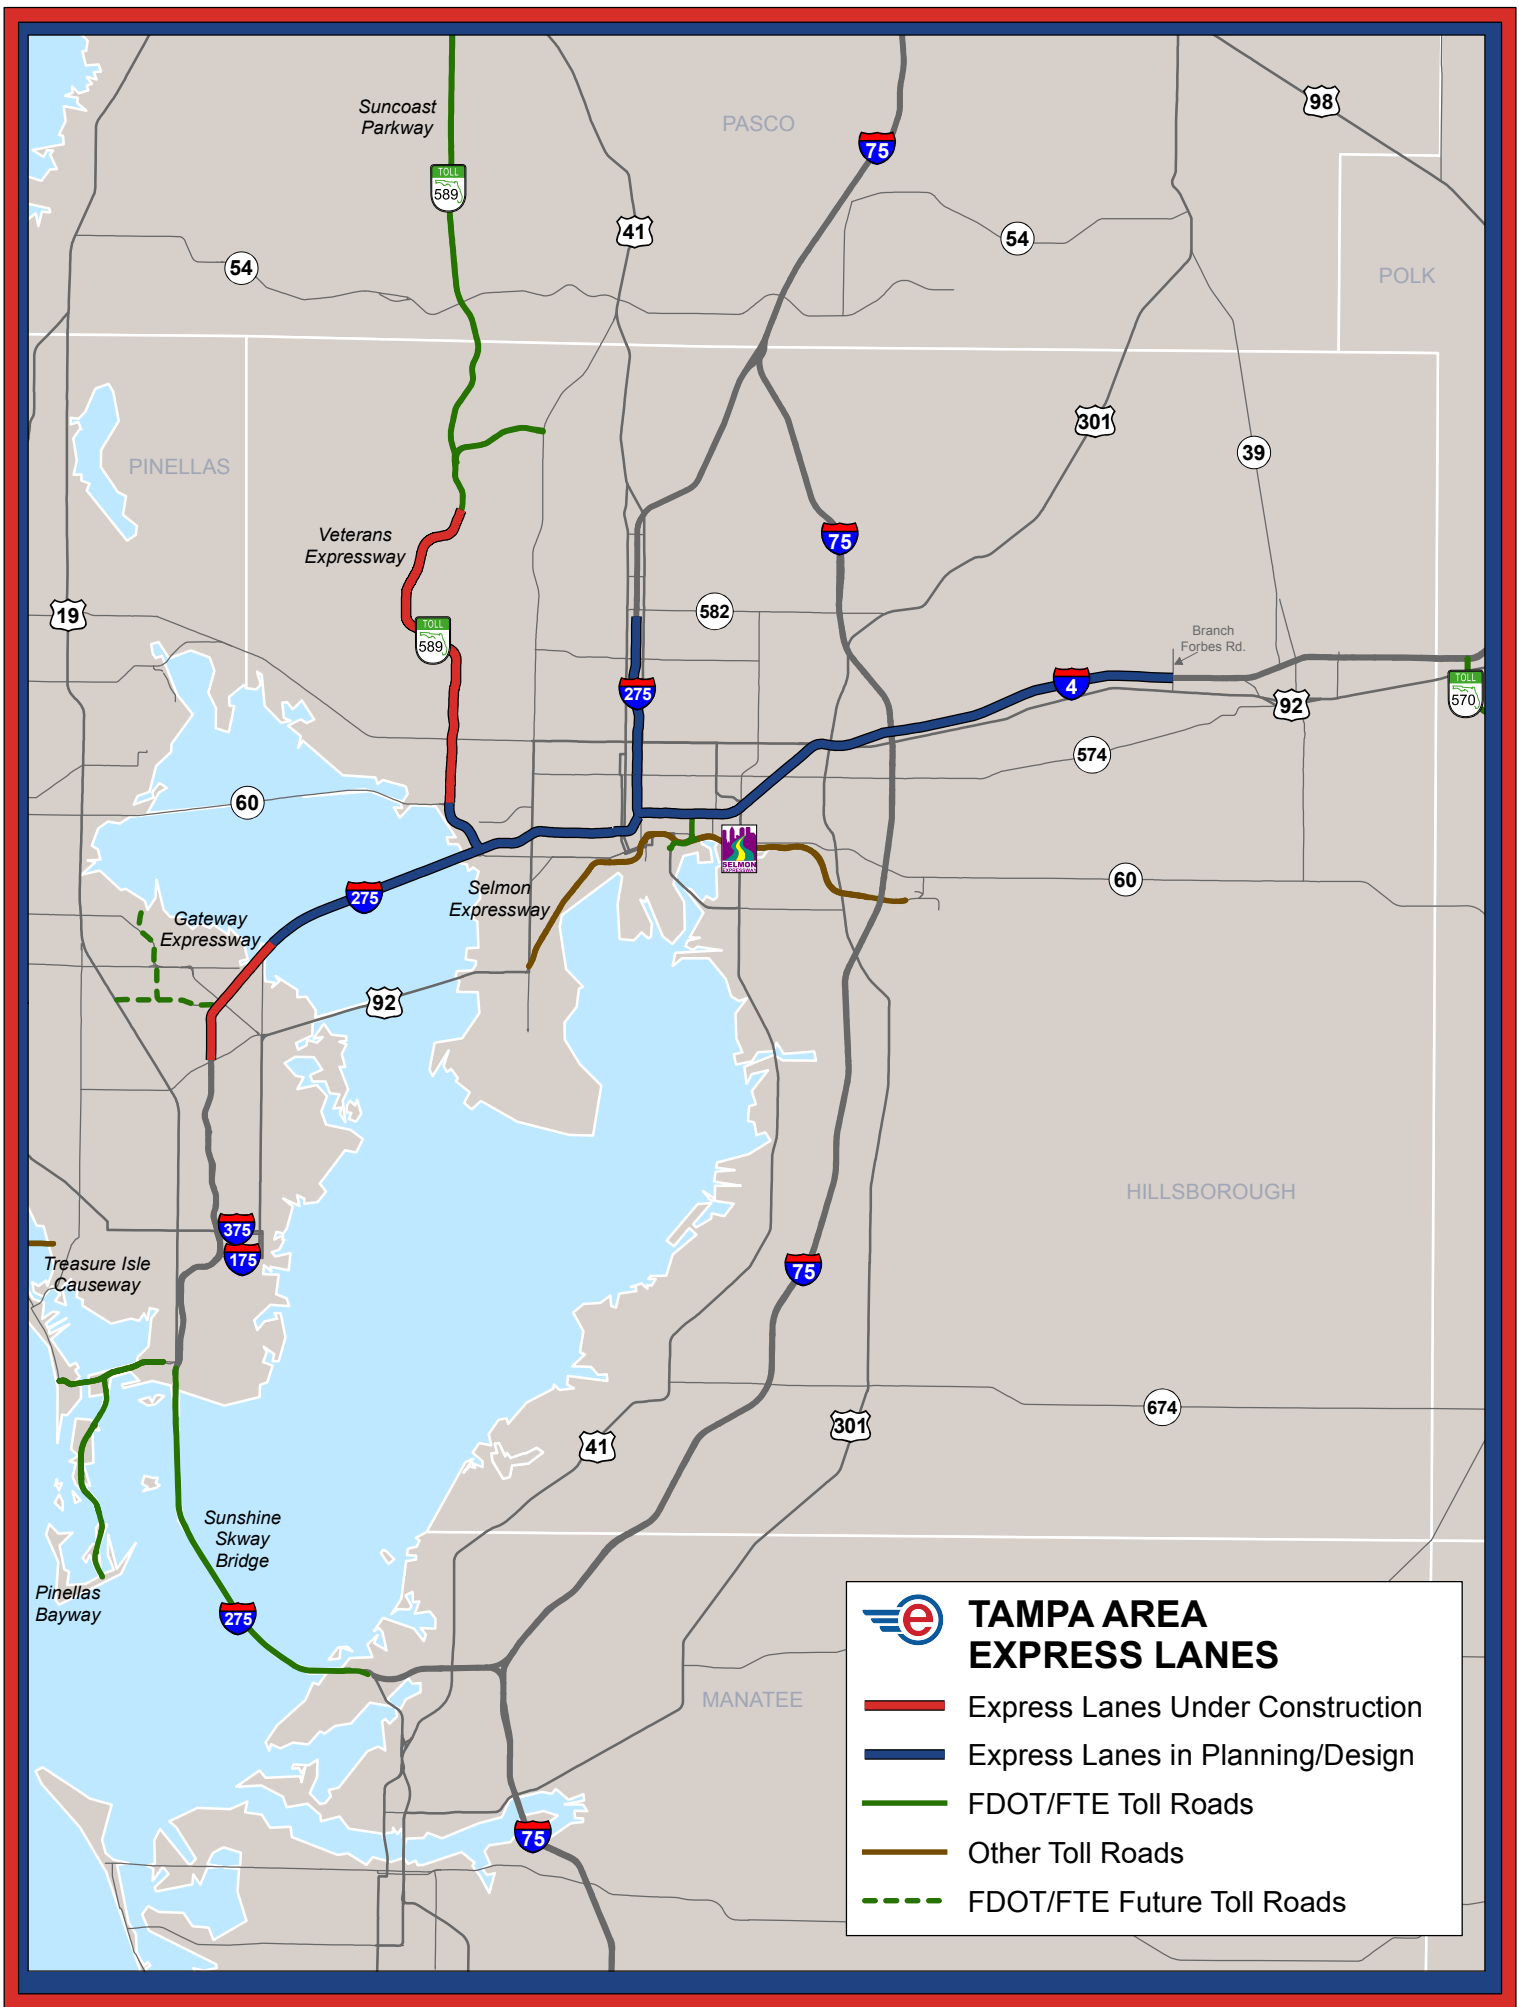 Suncoast
Parkway
PASCO
98
75
TOLL
589
41
54
54
POLK
301
39
PINELLAS
Veterans
Expressway
75
19
582
TOLL
589
Branch
Forbes Rd.
275
4
92
TOLL
570
574
60
SELMON
EXPRESSWAY
60
275
Selmon
Expressway
Gateway
Expressway
92
HILLSBOROUGH
375
175
Treasure Isle
Causeway
75
674
301
41
Sunshine
Skway
Bridge
Pinellas
Bayway
275
MANATEE
75
e
TAMPA AREA
EXPRESS LANES
Express Lanes Under Construction
Express Lanes in Planning/Design
FDOT/FTE Toll Roads
Other Toll Roads
FDOT/FTE Future Toll Roads